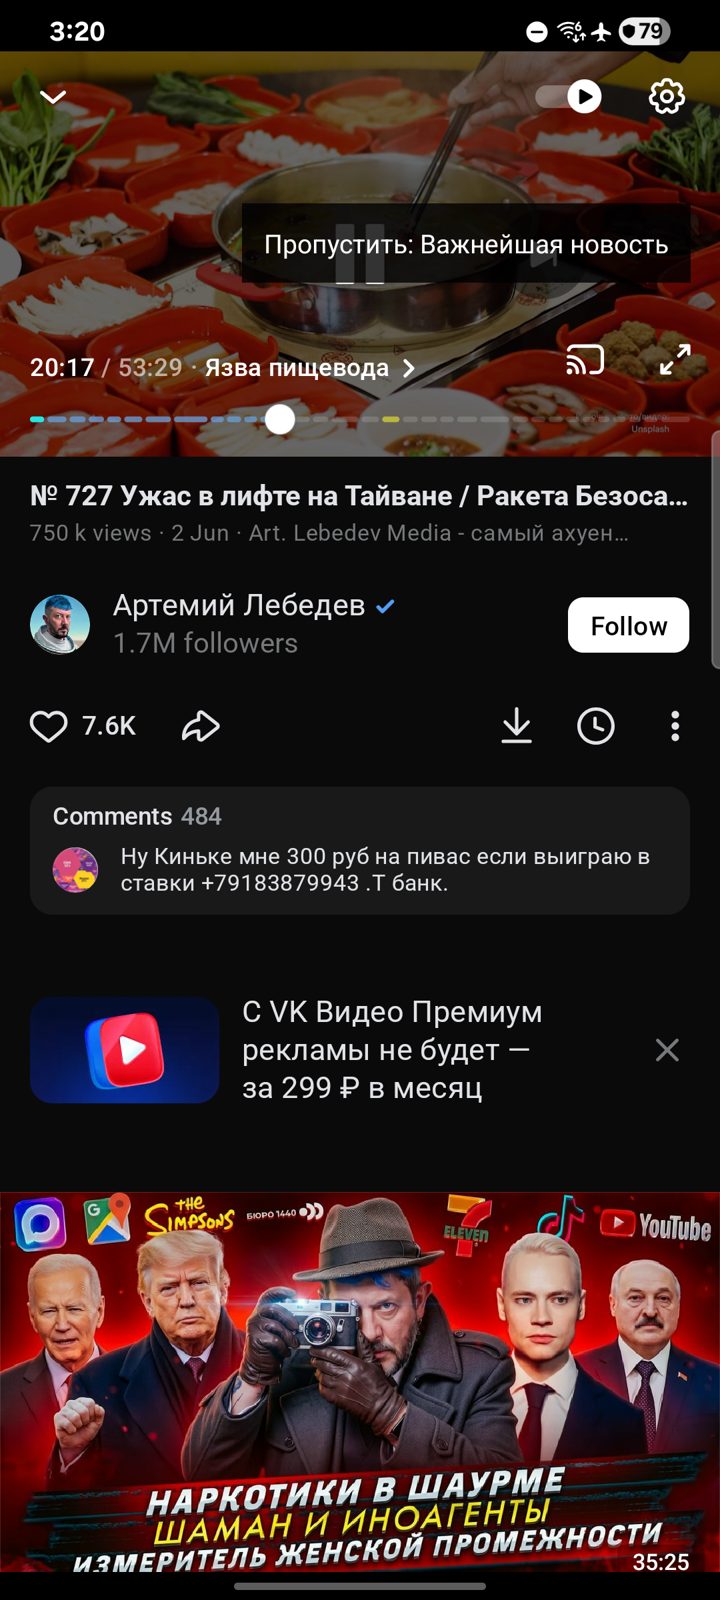 3:20
79
Пропустить: Важнейшая новость
20:17 / 53:29 · Язва пищевода
Unsplash
№ 727 Ужас в лифте на Тайване / Ракета Безоса…
750 k views · 2 Jun · Art. Lebedev Media - самый ахуен…
Артемий Лебедев
1.7M followers
Follow
7.6K
Comments 484
Ну Киньке мне 300 руб на пивас если выиграю в
ставки +79183879943 .Т банк.
С VK Видео Премиум
рекламы не будет —
за 299 ₽ в месяц
G
THE
SIMPSONS
БЮРО 1440
7
ELEVEN
YouTube
НАРКОТИКИ В ШАУРМЕ
ШАМАН И ИНОАГЕНТЫ
ИЗМЕРИТЕЛЬ ЖЕНСКОЙ ПРОМЕЖНОСТИ
35:25